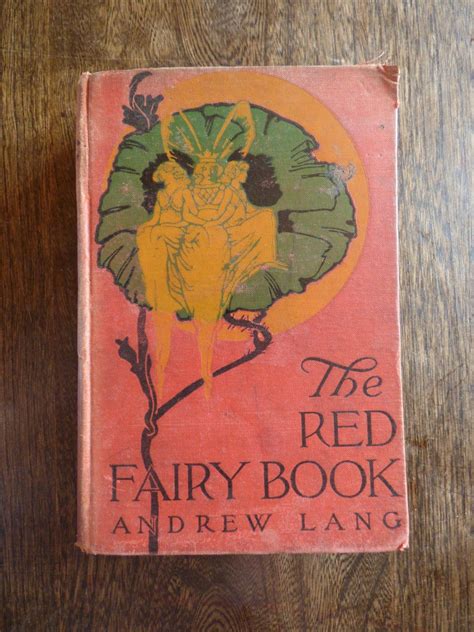 The
RED
FAIRY BOOK
ANDREW LANG